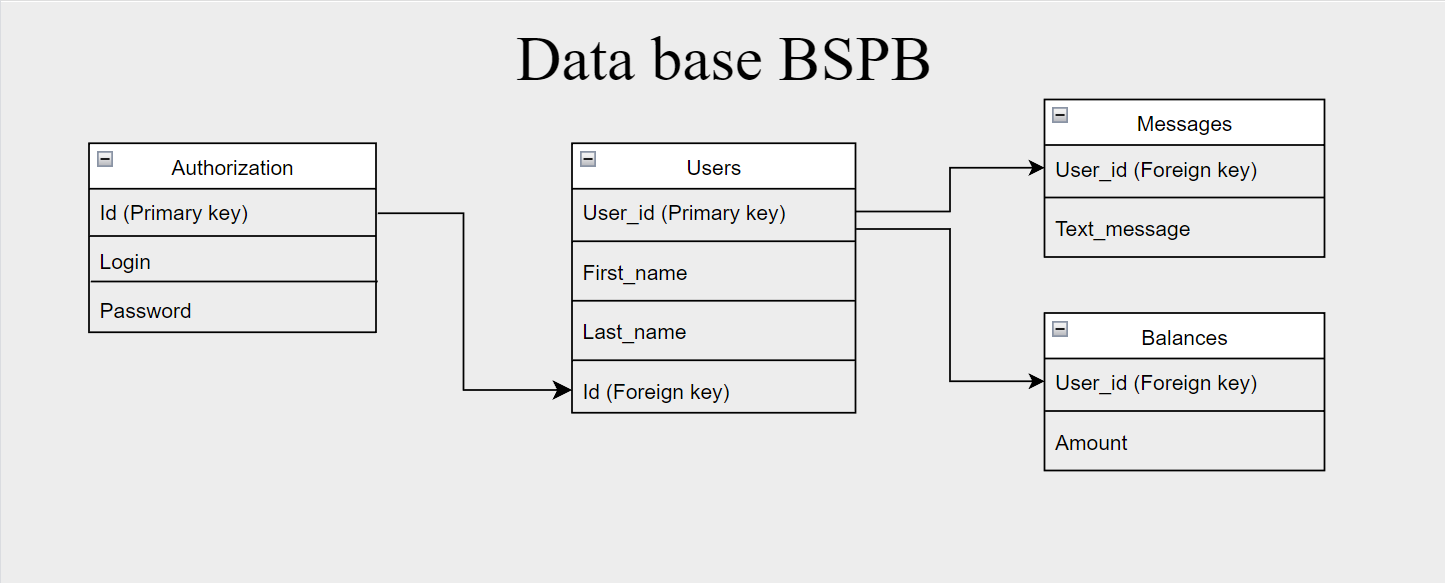 Data base BSPB
Authorization
Id (Primary key)
Login
Password
Users
User_id (Primary key)
First_name
Last_name
Id (Foreign key)
Messages
User_id (Foreign key)
Text_message
Balances
User_id (Foreign key)
Amount